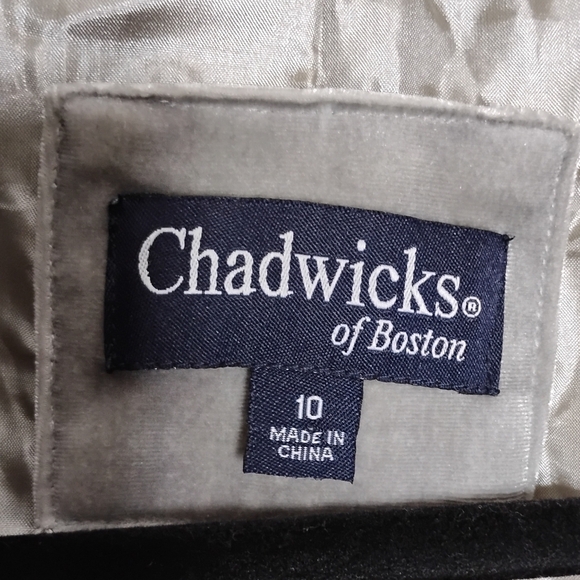 Chadwicks®
of Boston
10
MADE IN
CHINA